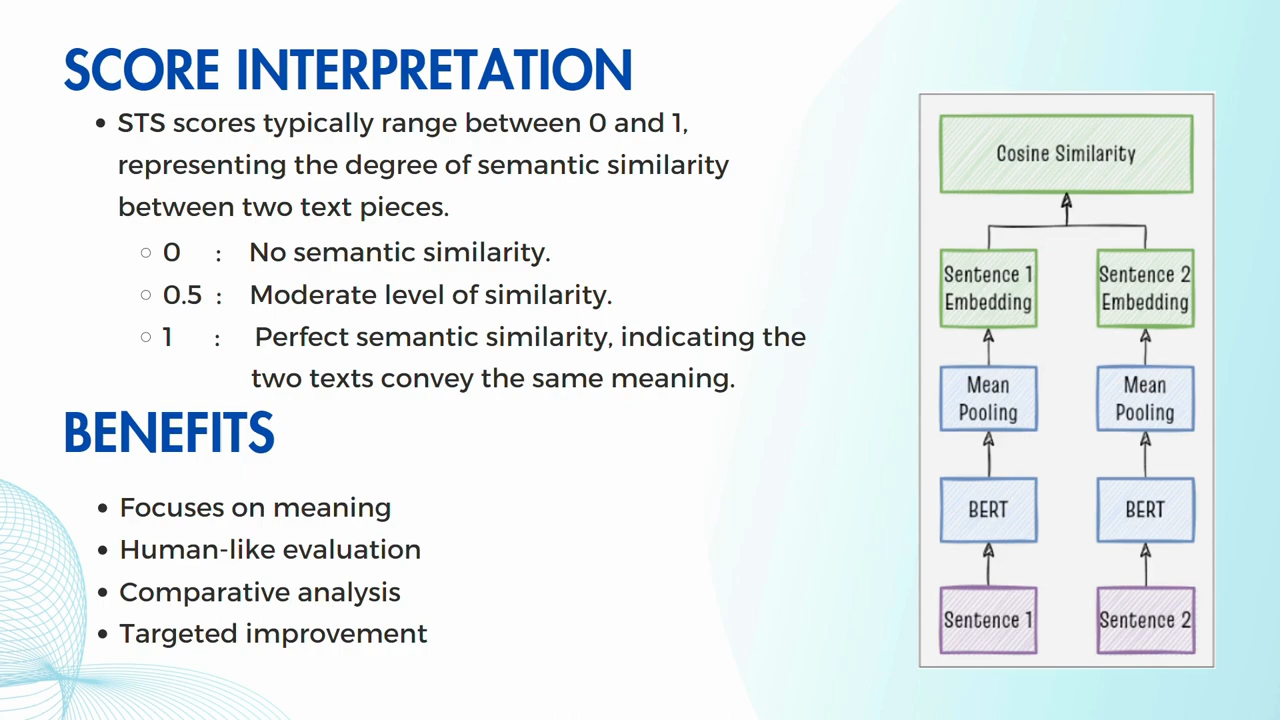 SCORE INTERPRETATION
• STS scores typically range between 0 and 1,
representing the degree of semantic similarity
between two text pieces.
○ 0 : No semantic similarity.
○ 0.5 : Moderate level of similarity.
○ 1 : Perfect semantic similarity, indicating the
two texts convey the same meaning.
BENEFITS
• Focuses on meaning
• Human-like evaluation
• Comparative analysis
• Targeted improvement
Cosine Similarity
Sentence 1
Embedding
Sentence 2
Embedding
Mean
Pooling
Mean
Pooling
BERT
BERT
Sentence 1
Sentence 2